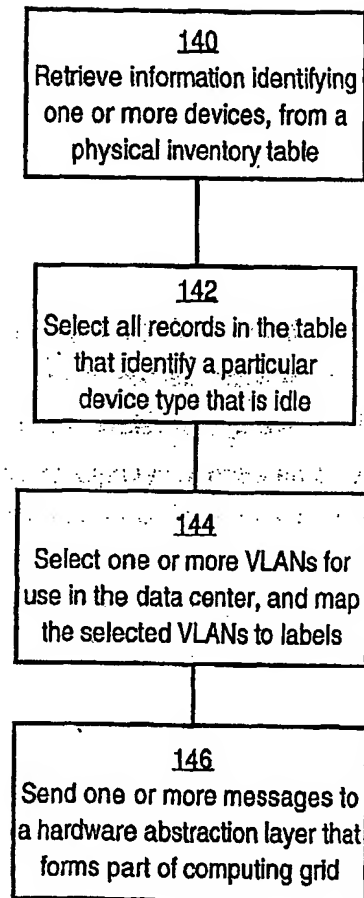 140
Retrieve information identifying
one or more devices, from a
physical inventory table
142
Select all records in the table
that identify a particular
device type that is idle
144
Select one or more VLANs for
use in the data center, and map
the selected VLANs to labels
146
Send one or more messages to
a hardware abstraction layer that
forms part of computing grid